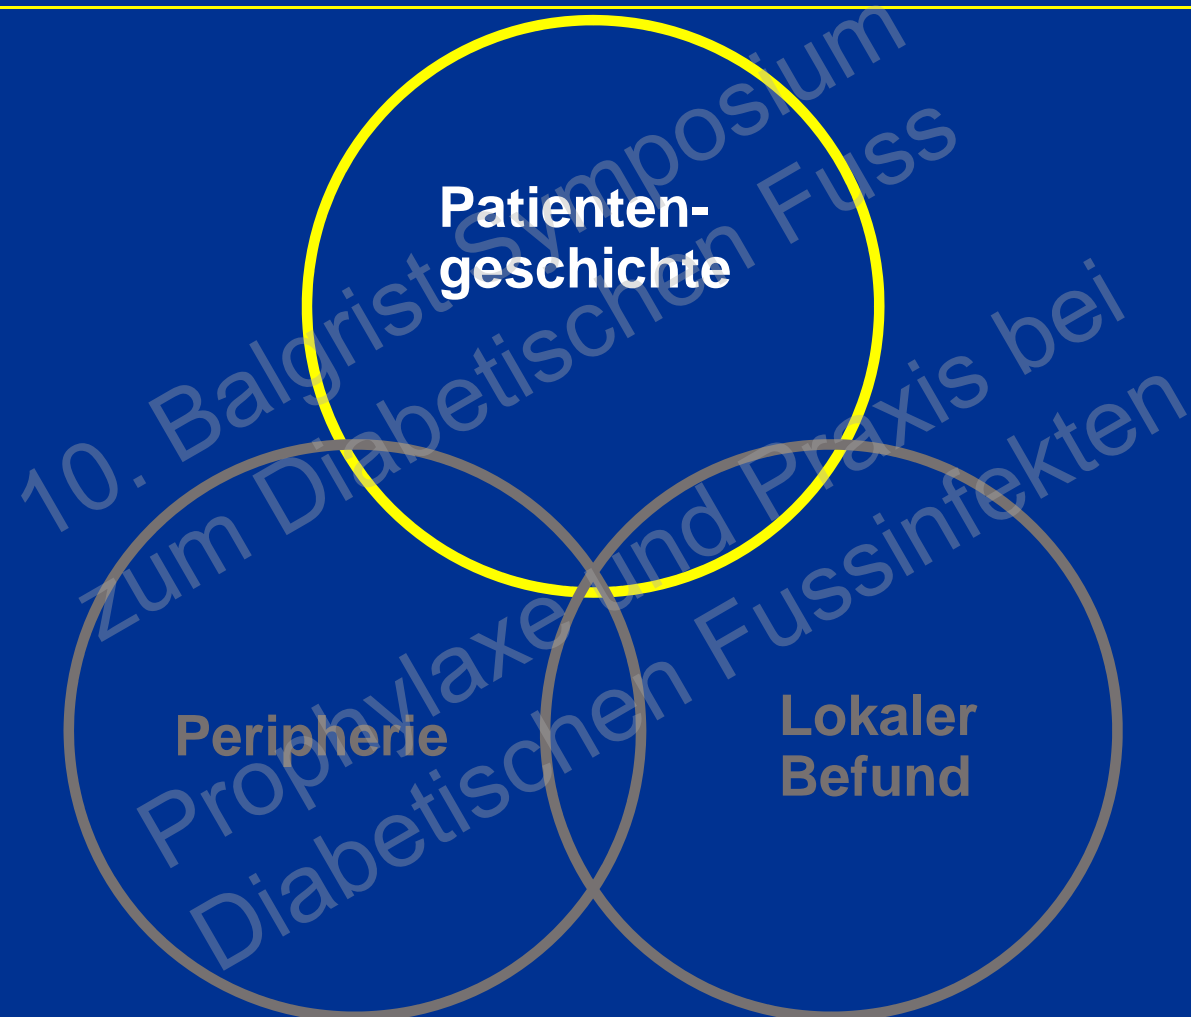 Patienten-
geschichte
Peripherie
Lokaler
Befund
10. Balgrist Symposium
zum Diabetischen Fuss
Prophylaxe und Praxis bei
Diabetischen Fussinfekten